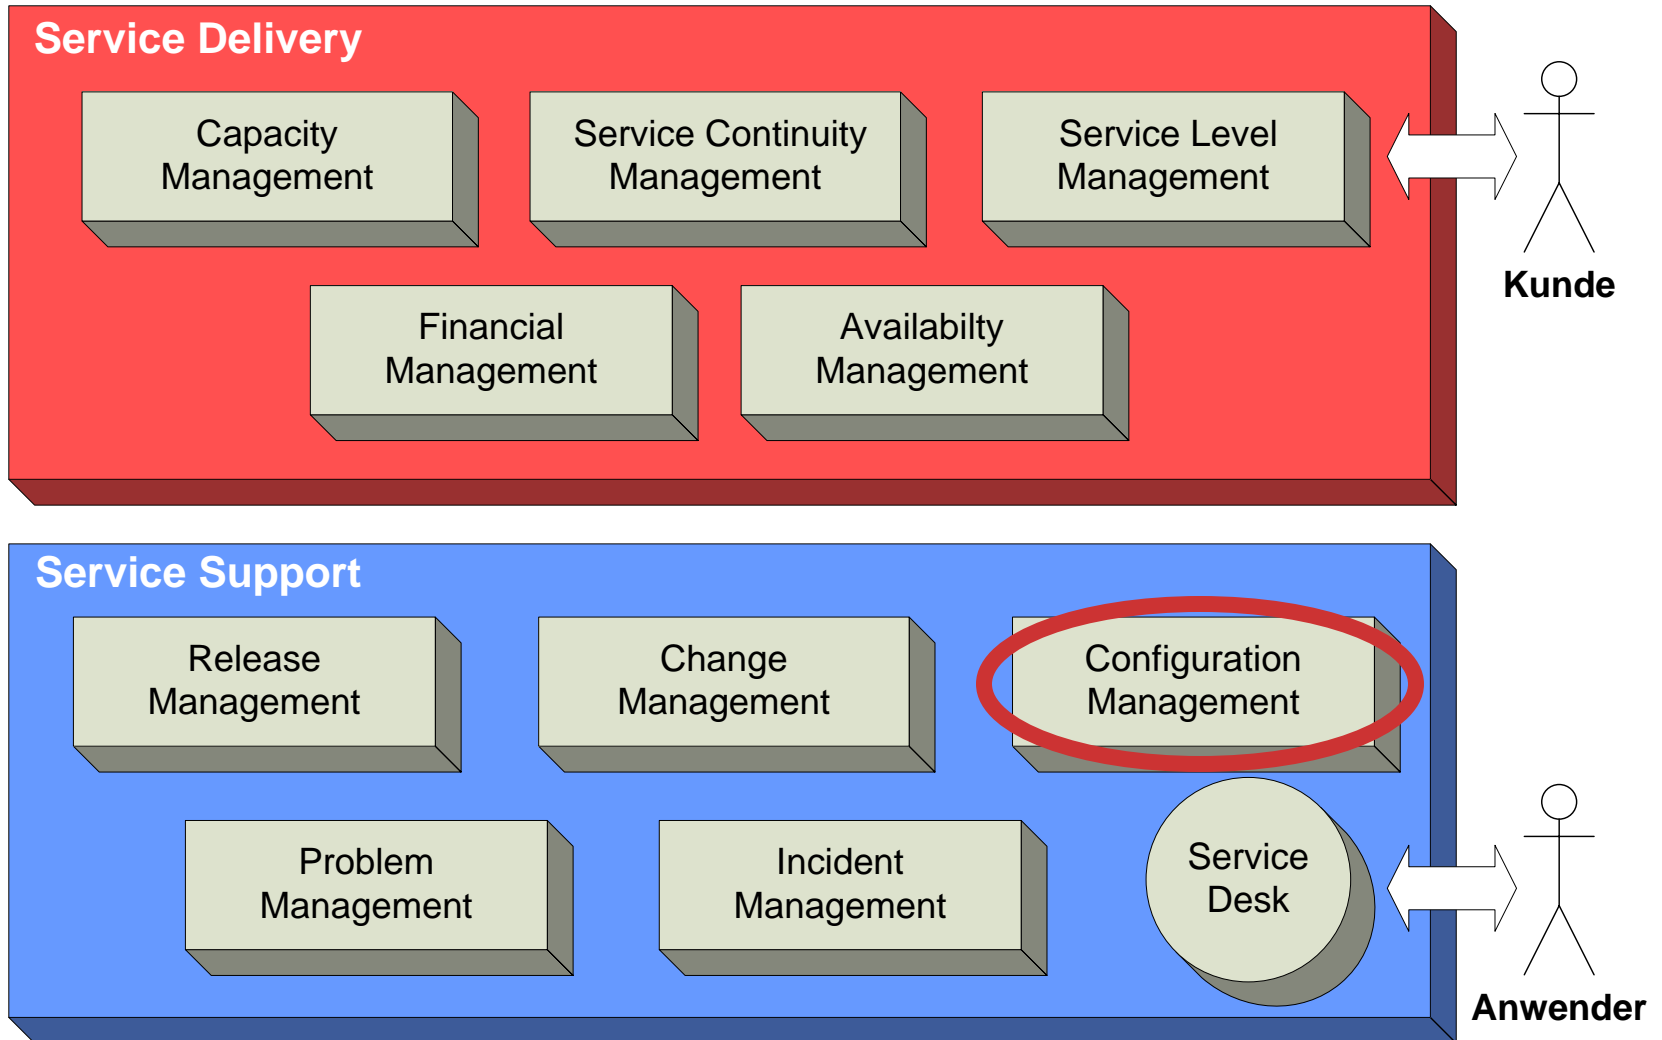 Service Delivery
Capacity
Management
Service Continuity
Management
Service Level
Management
Kunde
Financial
Management
Availabilty
Management
Service Support
Release
Management
Change
Management
Configuration
Management
Problem
Management
Incident
Management
Service
Desk
Anwender